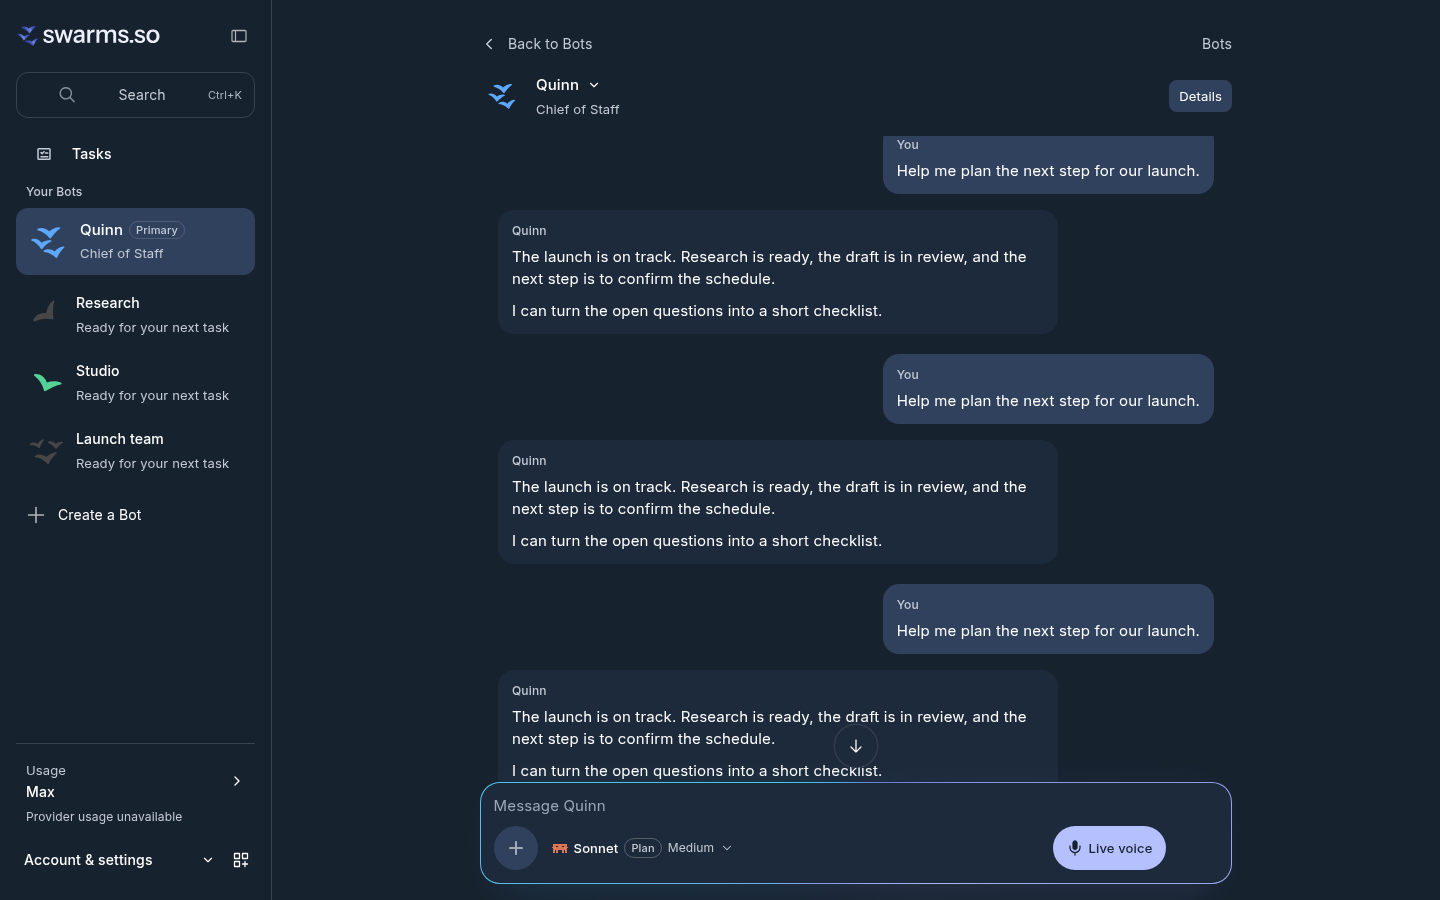 swarms.so
Search
Ctrl+K
Tasks
Your Bots
Quinn
Primary
Chief of Staff
Research
Ready for your next task
Studio
Ready for your next task
Launch team
Ready for your next task
Create a Bot
Usage
Max
Provider usage unavailable
Account & settings
Back to Bots
Bots
Quinn
Chief of Staff
Details
You
Help me plan the next step for our launch.
Quinn
The launch is on track. Research is ready, the draft is in review, and the
next step is to confirm the schedule.
I can turn the open questions into a short checklist.
You
Help me plan the next step for our launch.
Quinn
The launch is on track. Research is ready, the draft is in review, and the
next step is to confirm the schedule.
I can turn the open questions into a short checklist.
You
Help me plan the next step for our launch.
Quinn
The launch is on track. Research is ready, the draft is in review, and the
next step is to confirm the schedule.
I can turn the open questions into a short checklist.
Message Quinn
Sonnet
Plan
Medium
Live voice